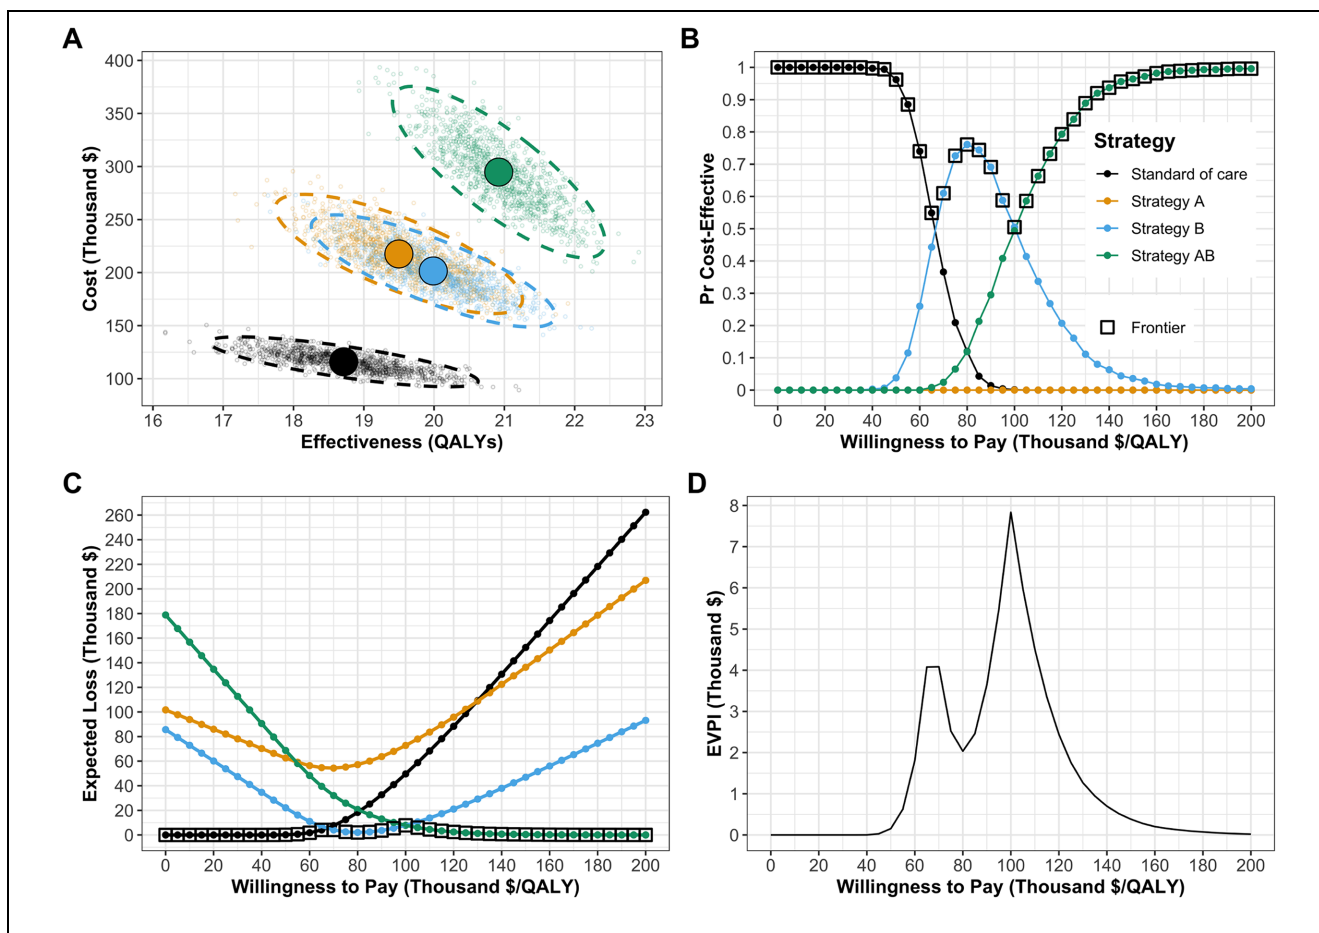 A
400
350
300
250
200
150
100
Cost (Thousand $)
16 17 18 19 20 21 22 23
Effectiveness (QALYs)
B
1
0.9
0.8
0.7
0.6
0.5
0.4
0.3
0.2
0.1
0
Pr Cost-Effective
0 20 40 60 80 100 120 140 160 180 200
Willingness to Pay (Thousand $/QALY)
Strategy
Standard of care
Strategy A
Strategy B
Strategy AB
Frontier
C
260
240
220
200
180
160
140
120
100
80
60
40
20
0
Expected Loss (Thousand $)
0 20 40 60 80 100 120 140 160 180 200
Willingness to Pay (Thousand $/QALY)
D
8
7
6
5
4
3
2
1
0
EVPI (Thousand $)
0 20 40 60 80 100 120 140 160 180 200
Willingness to Pay (Thousand $/QALY)